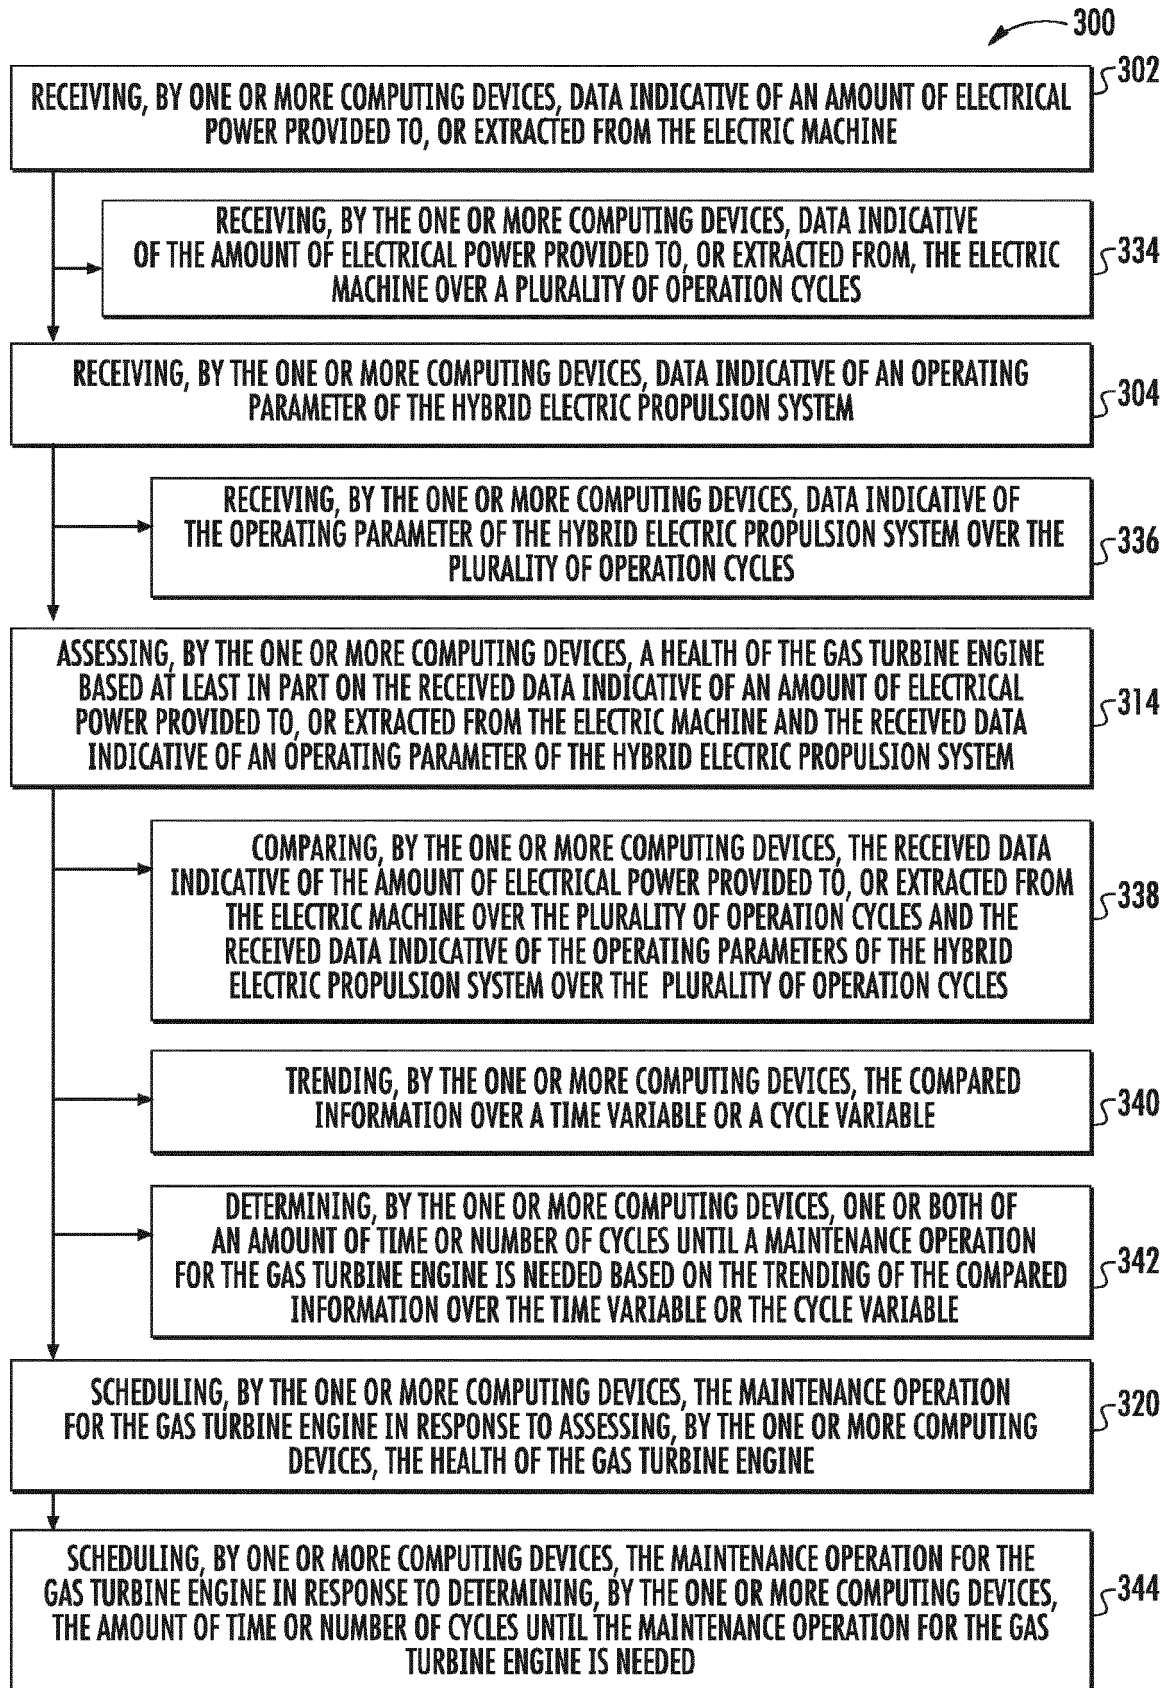 300
302
RECEIVING, BY ONE OR MORE COMPUTING DEVICES, DATA INDICATIVE OF AN AMOUNT OF ELECTRICAL
POWER PROVIDED TO, OR EXTRACTED FROM THE ELECTRIC MACHINE
RECEIVING, BY THE ONE OR MORE COMPUTING DEVICES, DATA INDICATIVE
OF THE AMOUNT OF ELECTRICAL POWER PROVIDED TO, OR EXTRACTED FROM, THE ELECTRIC
MACHINE OVER A PLURALITY OF OPERATION CYCLES
334
RECEIVING, BY THE ONE OR MORE COMPUTING DEVICES, DATA INDICATIVE OF AN OPERATING
PARAMETER OF THE HYBRID ELECTRIC PROPULSION SYSTEM
304
RECEIVING, BY THE ONE OR MORE COMPUTING DEVICES, DATA INDICATIVE OF
THE OPERATING PARAMETER OF THE HYBRID ELECTRIC PROPULSION SYSTEM OVER THE
PLURALITY OF OPERATION CYCLES
336
ASSESSING, BY THE ONE OR MORE COMPUTING DEVICES, A HEALTH OF THE GAS TURBINE ENGINE
BASED AT LEAST IN PART ON THE RECEIVED DATA INDICATIVE OF AN AMOUNT OF ELECTRICAL
POWER PROVIDED TO, OR EXTRACTED FROM THE ELECTRIC MACHINE AND THE RECEIVED DATA
INDICATIVE OF AN OPERATING PARAMETER OF THE HYBRID ELECTRIC PROPULSION SYSTEM
314
COMPARING, BY THE ONE OR MORE COMPUTING DEVICES, THE RECEIVED DATA
INDICATIVE OF THE AMOUNT OF ELECTRICAL POWER PROVIDED TO, OR EXTRACTED FROM
THE ELECTRIC MACHINE OVER THE PLURALITY OF OPERATION CYCLES AND THE
RECEIVED DATA INDICATIVE OF THE OPERATING PARAMETERS OF THE HYBRID
ELECTRIC PROPULSION SYSTEM OVER THE PLURALITY OF OPERATION CYCLES
338
TRENDING, BY THE ONE OR MORE COMPUTING DEVICES, THE COMPARED
INFORMATION OVER A TIME VARIABLE OR A CYCLE VARIABLE
340
DETERMINING, BY THE ONE OR MORE COMPUTING DEVICES, ONE OR BOTH OF
AN AMOUNT OF TIME OR NUMBER OF CYCLES UNTIL A MAINTENANCE OPERATION
FOR THE GAS TURBINE ENGINE IS NEEDED BASED ON THE TRENDING OF THE COMPARED
INFORMATION OVER THE TIME VARIABLE OR THE CYCLE VARIABLE
342
SCHEDULING, BY THE ONE OR MORE COMPUTING DEVICES, THE MAINTENANCE OPERATION
FOR THE GAS TURBINE ENGINE IN RESPONSE TO ASSESSING, BY THE ONE OR MORE COMPUTING
DEVICES, THE HEALTH OF THE GAS TURBINE ENGINE
320
SCHEDULING, BY ONE OR MORE COMPUTING DEVICES, THE MAINTENANCE OPERATION FOR THE
GAS TURBINE ENGINE IN RESPONSE TO DETERMINING, BY THE ONE OR MORE COMPUTING DEVICES,
THE AMOUNT OF TIME OR NUMBER OF CYCLES UNTIL THE MAINTENANCE OPERATION FOR THE GAS
TURBINE ENGINE IS NEEDED
344